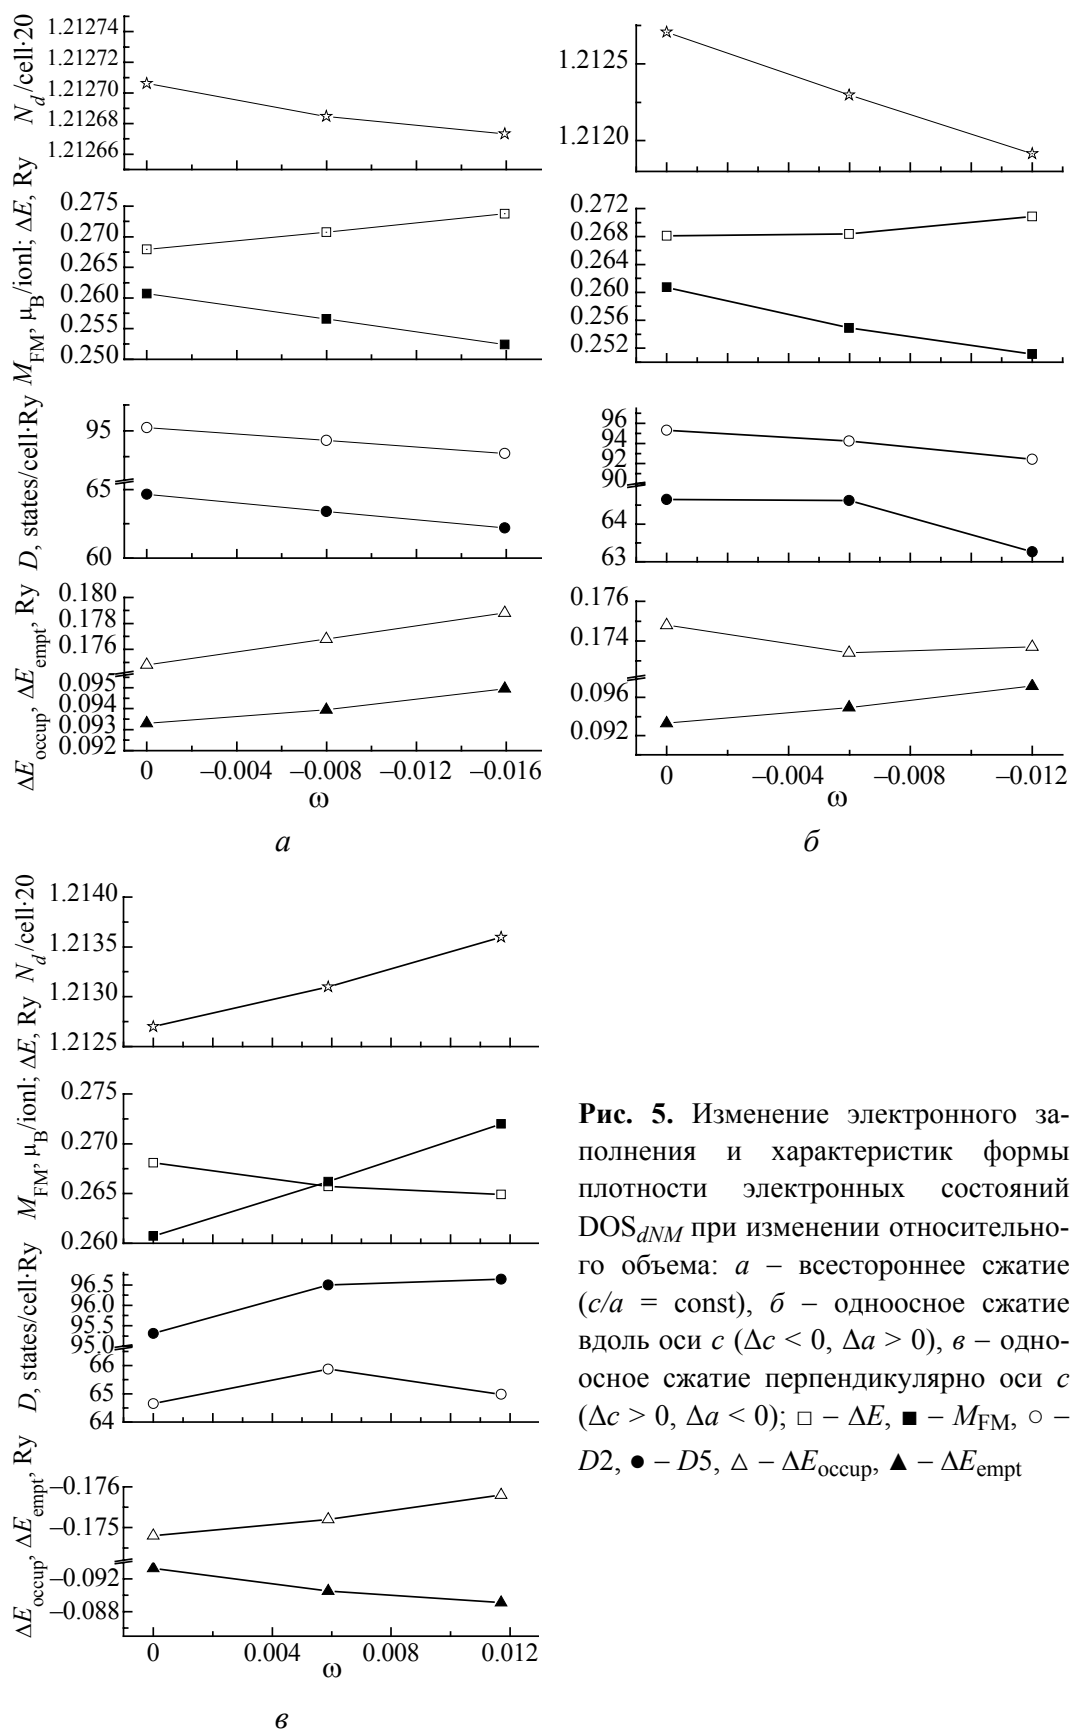 N_d/cell·20
1.21274
1.21272
1.21270
1.21268
1.21266
M_FM, μ_B/ionl; ΔE, Ry
0.275
0.270
0.265
0.260
0.255
0.250
D, states/cell·Ry
95
65
60
ΔE_occup, ΔE_empt, Ry
0.180
0.178
0.176
0.095
0.094
0.093
0.092
0 –0.004 –0.008 –0.012 –0.016
ω
а
1.2125
1.2120
0.272
0.268
0.264
0.260
0.256
0.252
96
94
92
90
64
63
0.176
0.174
0.096
0.092
0 –0.004 –0.008 –0.012
ω
б
N_d/cell·20
1.2140
1.2135
1.2130
1.2125
M_FM, μ_B/ionl; ΔE, Ry
0.275
0.270
0.265
0.260
D, states/cell·Ry
96.5
96.0
95.5
95.0
66
65
64
ΔE_occup, ΔE_empt, Ry
–0.176
–0.175
–0.092
–0.088
0 0.004 0.008 0.012
ω
в
Рис. 5. Изменение электронного за-
полнения и характеристик формы
плотности электронных состояний
DOS_dNM при изменении относительно-
го объема: а – всестороннее сжатие
(c/a = const), б – одноосное сжатие
вдоль оси c (Δc < 0, Δa > 0), в – одно-
осное сжатие перпендикулярно оси c
(Δc > 0, Δa < 0); □ – ΔE, ■ – M_FM, ○ –
D2, ● – D5, △ – ΔE_occup, ▲ – ΔE_empt